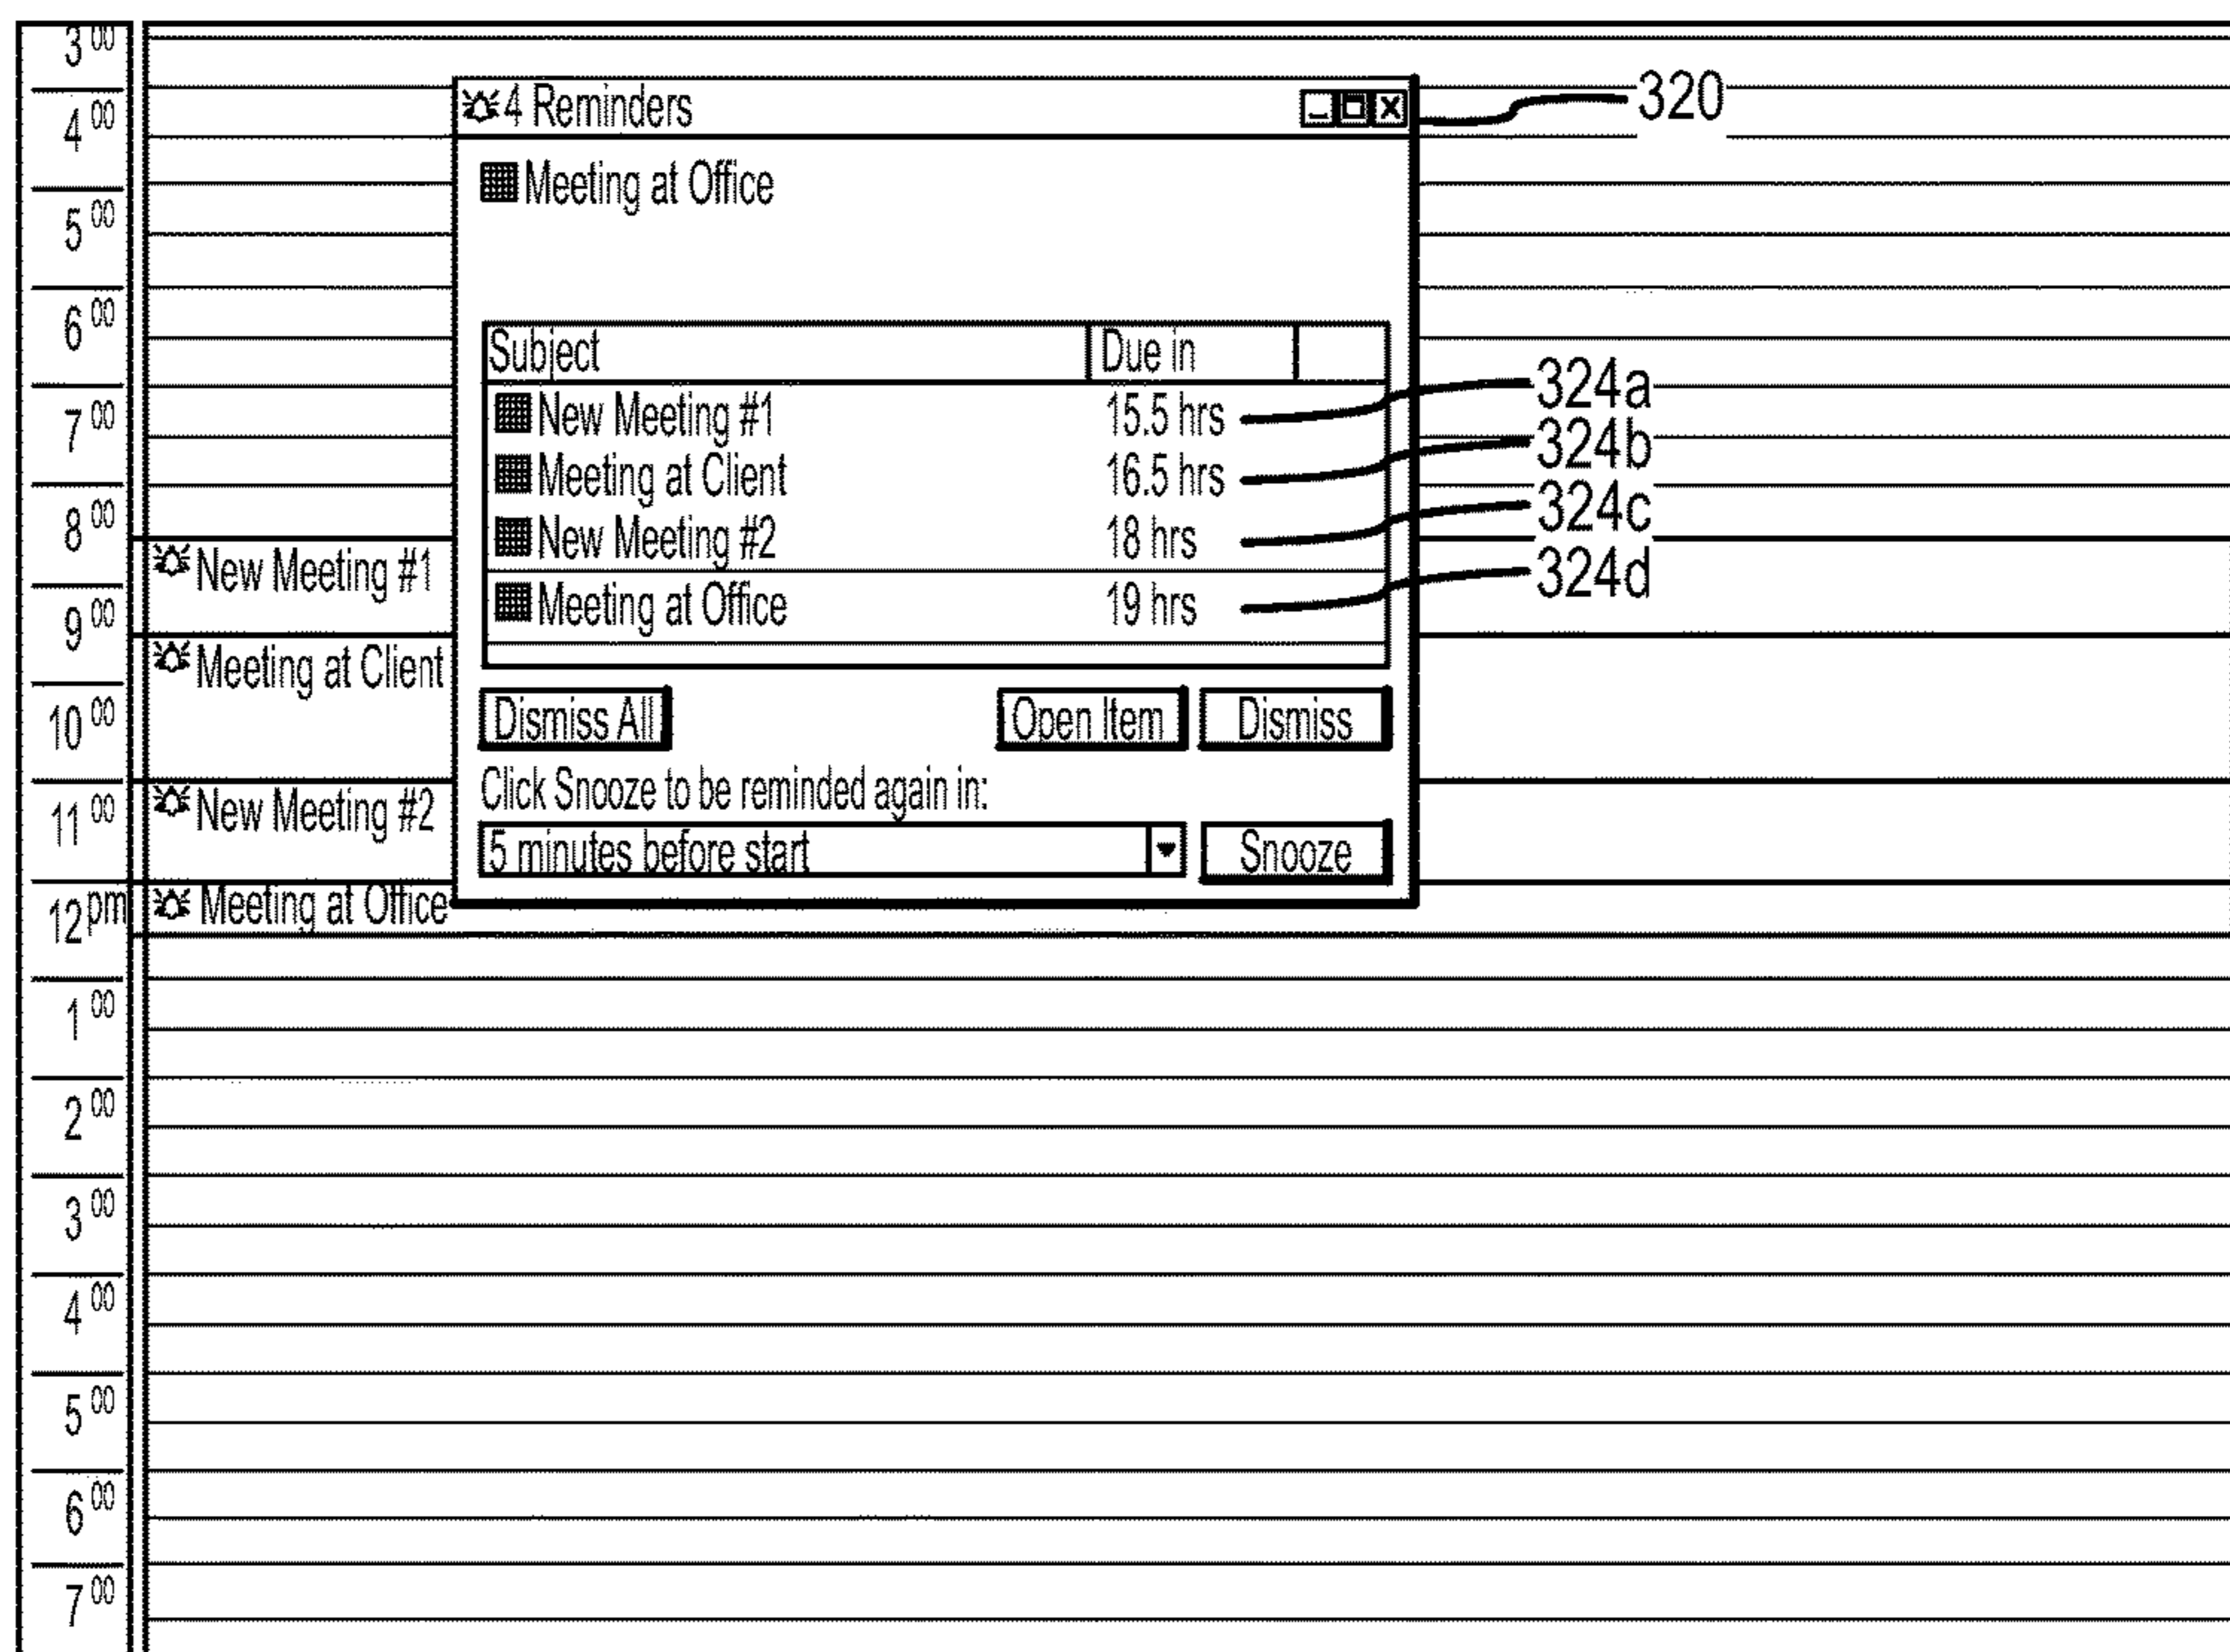 3 00
4 00
5 00
6 00
7 00
8 00
9 00
10 00
11 00
12 pm
1 00
2 00
3 00
4 00
5 00
6 00
7 00
New Meeting #1
Meeting at Client
New Meeting #2
Meeting at Office
4 Reminders
320
Meeting at Office
Subject Due in
New Meeting #1 15.5 hrs 324a
Meeting at Client 16.5 hrs 324b
New Meeting #2 18 hrs 324c
Meeting at Office 19 hrs 324d
Dismiss All Open Item Dismiss
Click Snooze to be reminded again in:
5 minutes before start Snooze